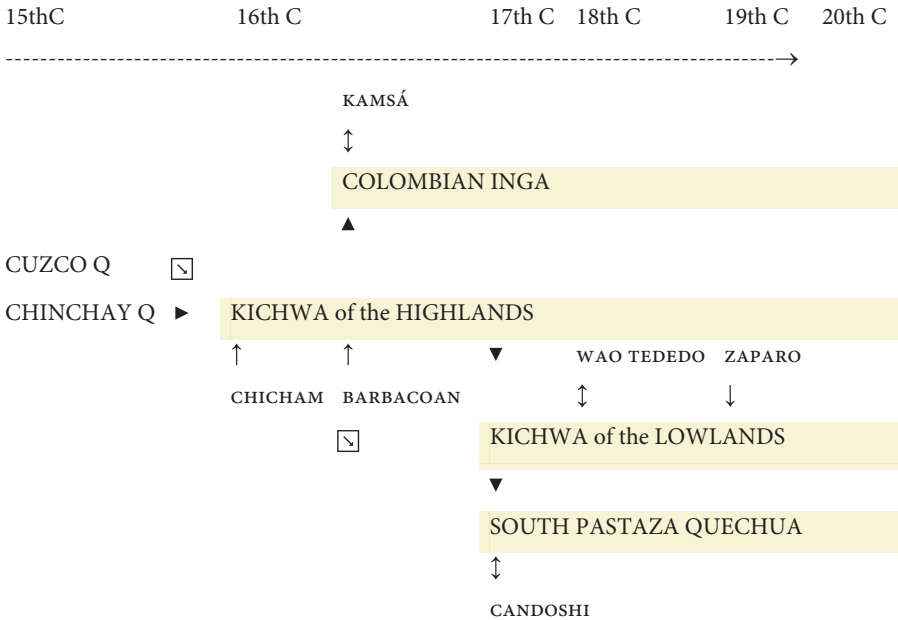 15thC 16th C 17th C 18th C 19th C 20th C
KAMSÁ
COLOMBIAN INGA
CUZCO Q
CHINCHAY Q KICHWA of the HIGHLANDS
WAO TEDEDO ZAPARO
CHICHAM BARBACOAN
KICHWA of the LOWLANDS
SOUTH PASTAZA QUECHUA
CANDOSHI